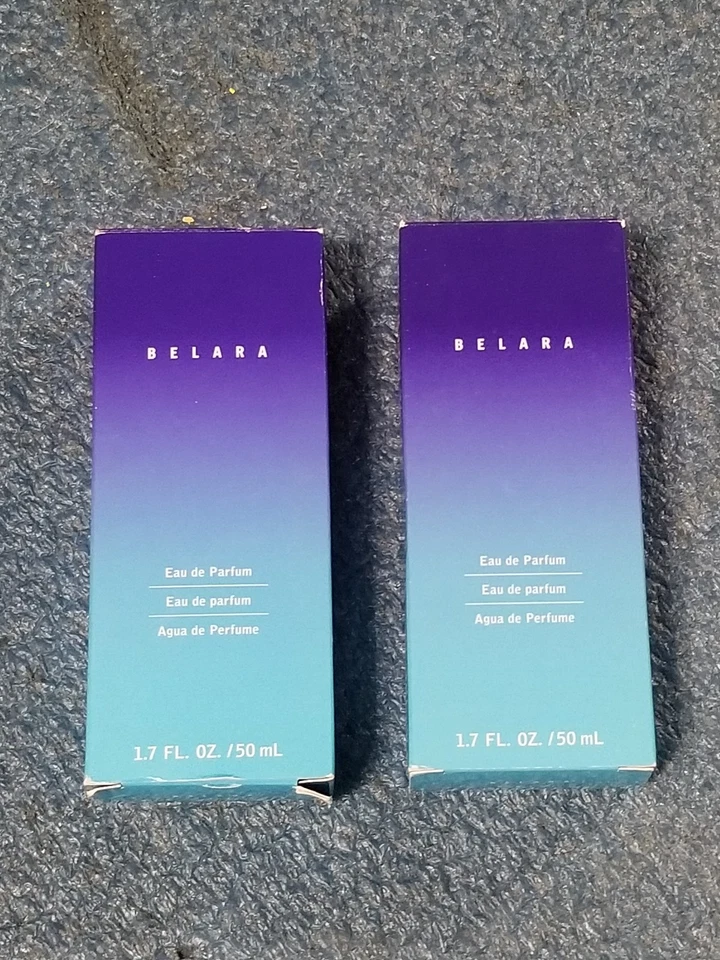 BELARA
Eau de Parfum
Eau de parfum
Agua de Perfume
1.7 FL. OZ. / 50 mL
BELARA
Eau de Parfum
Eau de parfum
Agua de Perfume
1.7 FL. OZ. / 50 mL